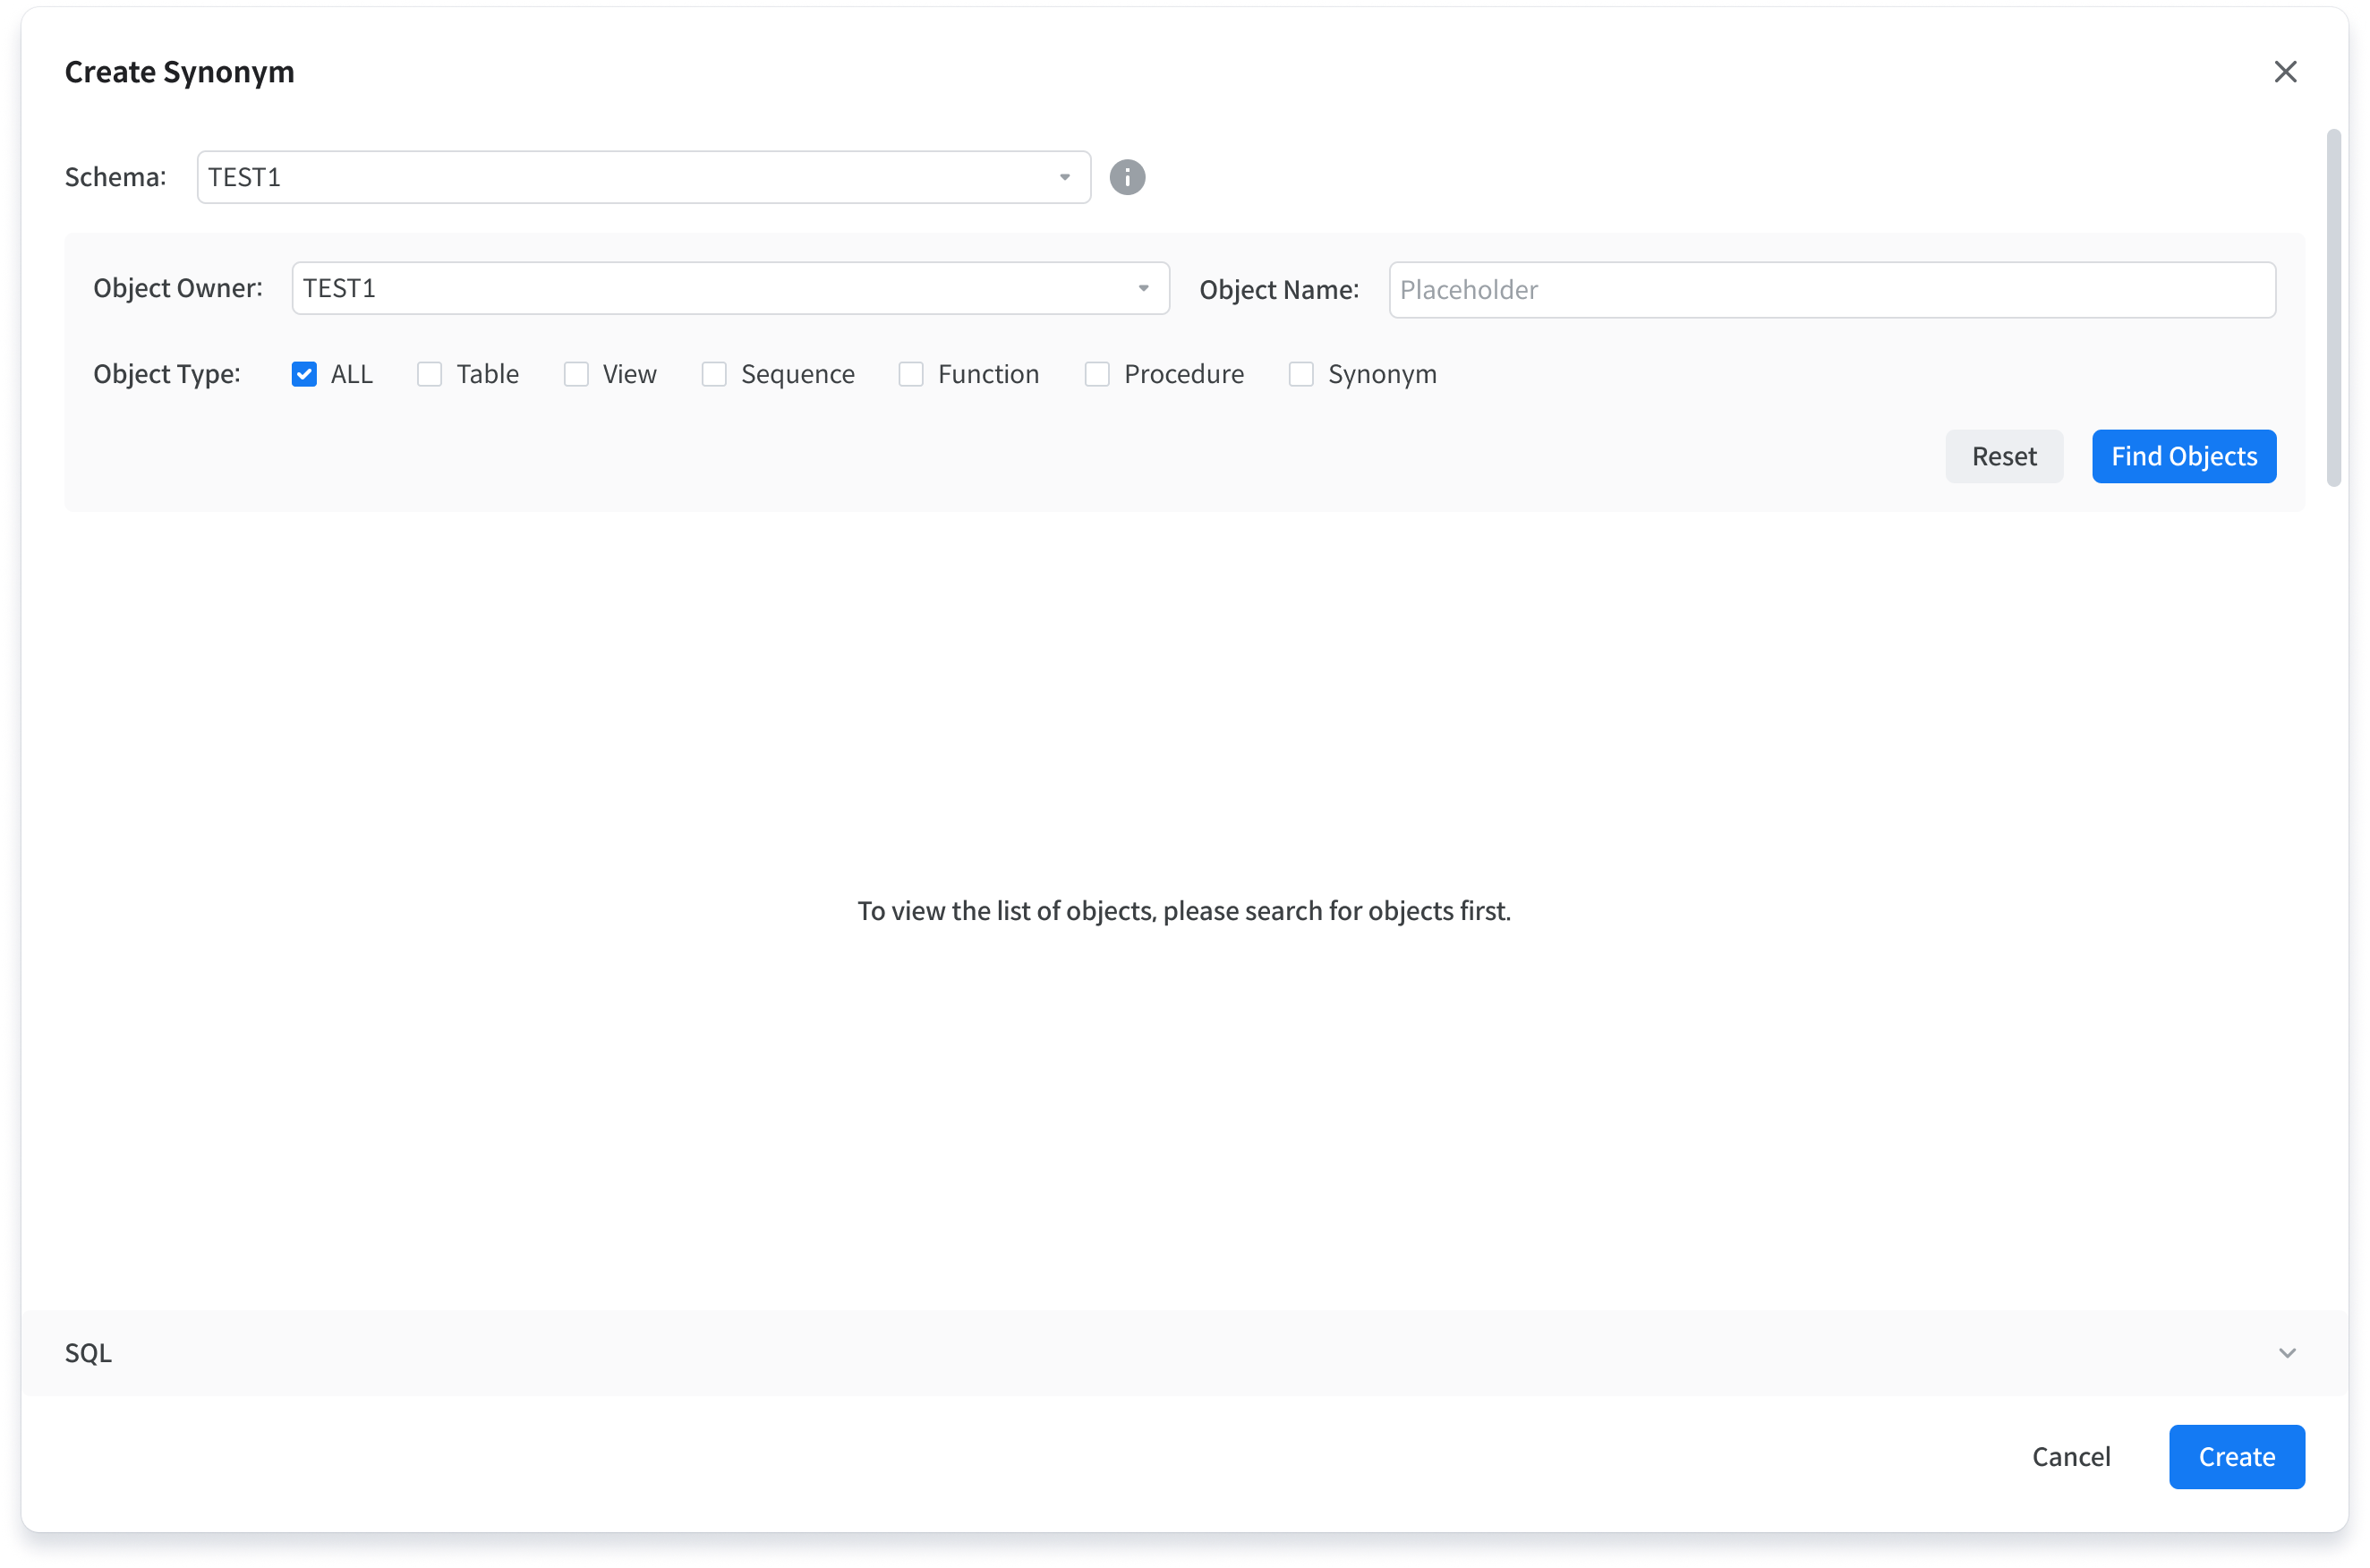 Create Synonym
Schema: TEST1
Object Owner: TEST1 Object Name: Placeholder
Object Type: ALL Table View Sequence Function Procedure Synonym
Reset Find Objects
To view the list of objects, please search for objects first.
SQL
Cancel Create